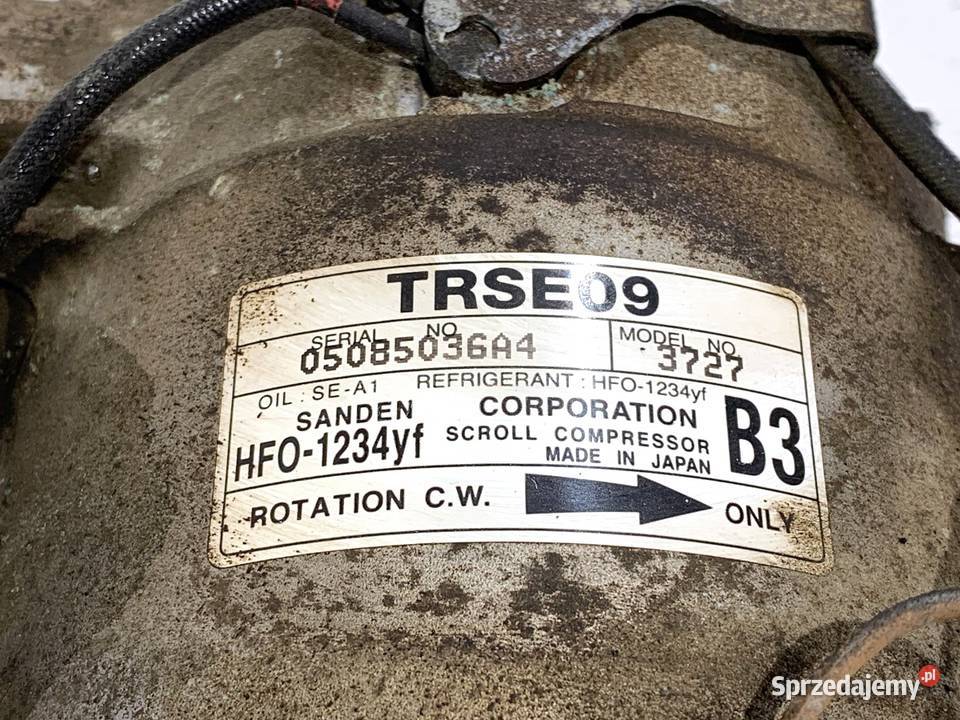 TRSE09
SERIAL NO
05085036A4
MODEL NO
3727
OIL : SE-A1 REFRIGERANT : HFO-1234yf
SANDEN CORPORATION
HFO-1234yf SCROLL COMPRESSOR
MADE IN JAPAN
B3
ROTATION C.W. ONLY
Sprzedajemy.pl